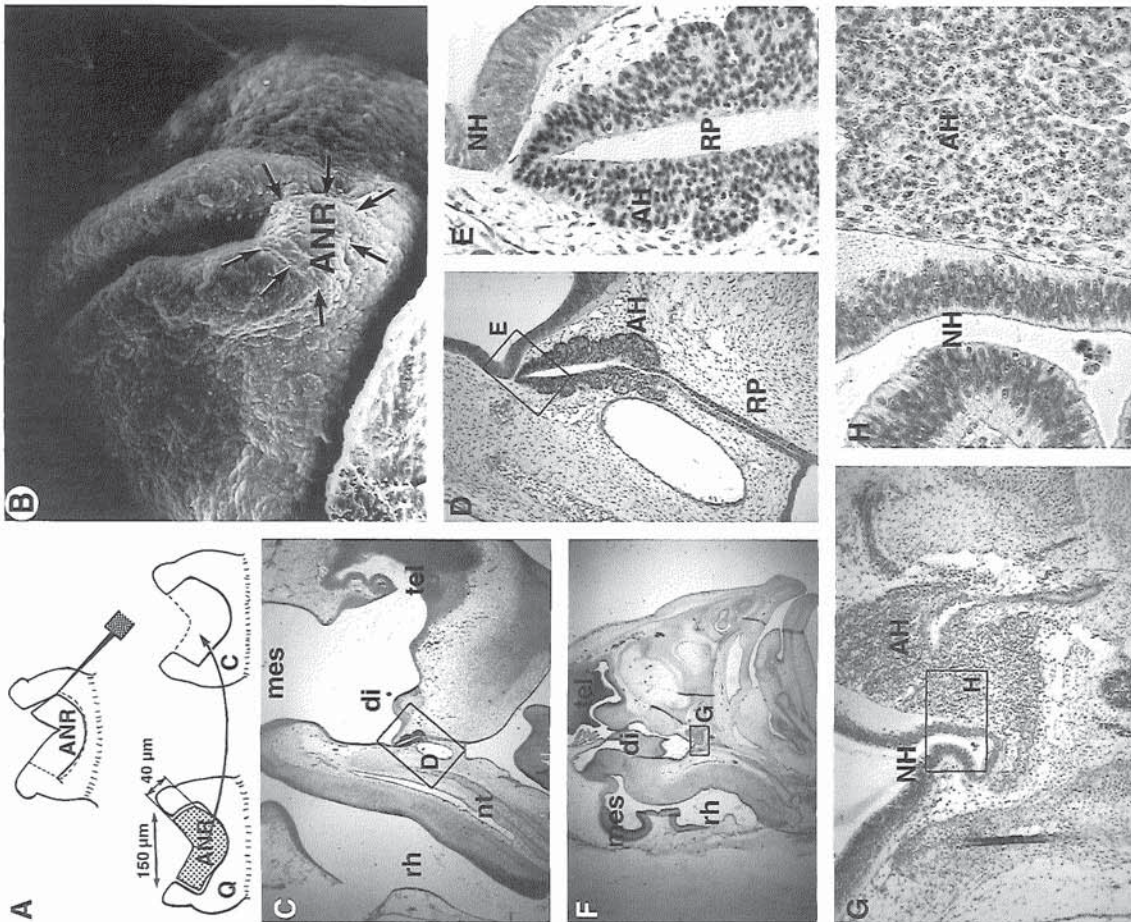 A
ANR
150 µm
40 µm
ANR
Q
C
B
ANR
C
mes
tel
di
D
nt
rh
D
E
AH
RP
E
NH
AH
RP
F
tel
di
G
mes
rh
G
NH
AH
H
H
NH
AH